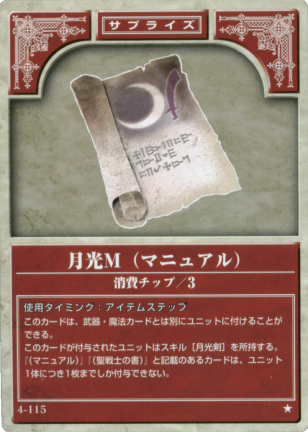 サプライズ
月光M（マニュアル）
消費チップ／3
使用タイミング：アイテムステップ
このカードは、武器・魔法カードとは別にユニットに付けることが
できる。
このカードが付与されたユニットはスキル［月光剣］を所持する。
『（マニュアル）』『（聖戦士の書）』と記載のあるカードは、ユニット
1体につき1枚までしか付与できない。
4-115
★